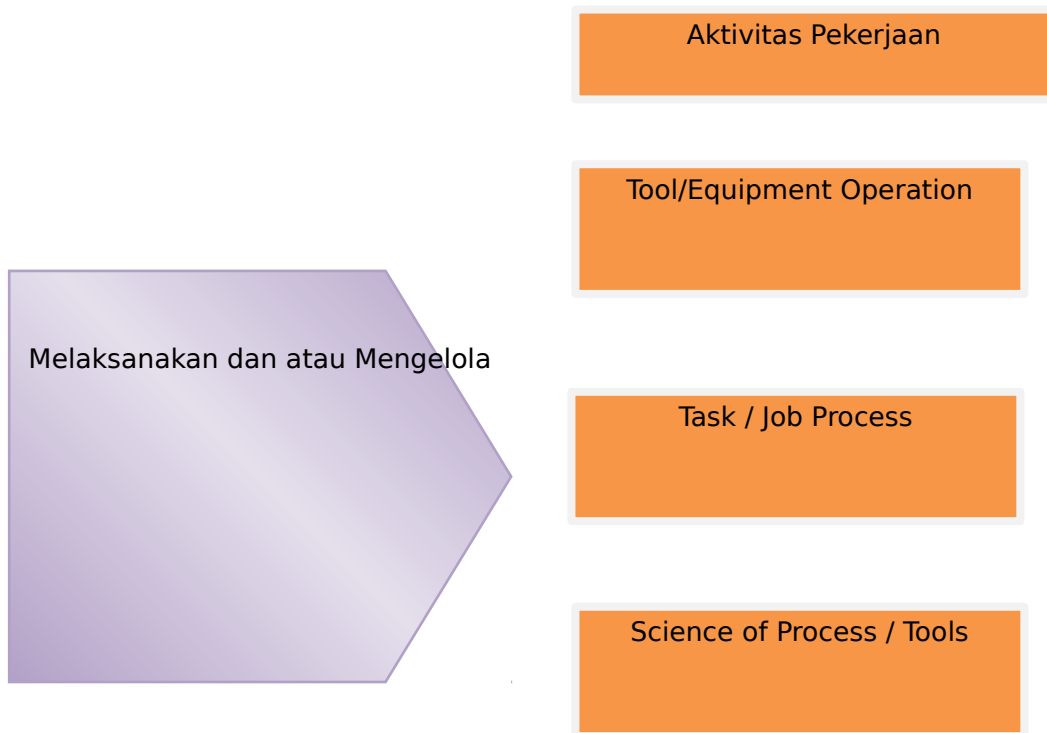 Aktivitas Pekerjaan
Tool/Equipment Operation
Melaksanakan dan atau Mengelola
Task / Job Process
Science of Process / Tools